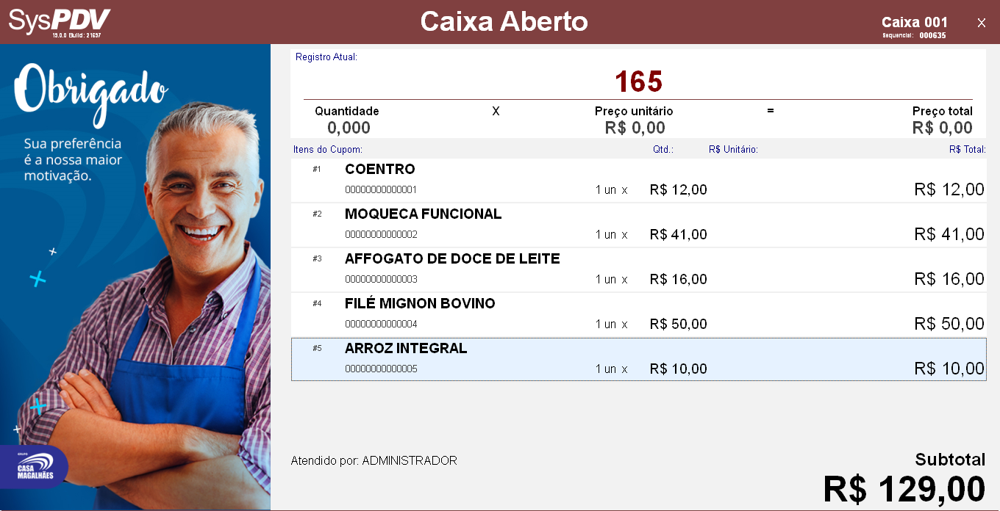 SysPDV
19.0.0 Build: 21697
Caixa Aberto
Caixa 001
X
Sequencial: 000635
Obrigado
Sua preferência
é a nossa maior
motivação.
GRUPO
CASA
MAGALHÃES
Registro Atual:
165
Quantidade X Preço unitário = Preço total
0,000 R$ 0,00 R$ 0,00
Itens do Cupom: Qtd.: R$ Unitário: R$ Total:
#1 COENTRO
00000000000001 1 un x R$ 12,00 R$ 12,00
#2 MOQUECA FUNCIONAL
00000000000002 1 un x R$ 41,00 R$ 41,00
#3 AFFOGATO DE DOCE DE LEITE
00000000000003 1 un x R$ 16,00 R$ 16,00
#4 FILÉ MIGNON BOVINO
00000000000004 1 un x R$ 50,00 R$ 50,00
#5 ARROZ INTEGRAL
00000000000005 1 un x R$ 10,00 R$ 10,00
Atendido por: ADMINISTRADOR
Subtotal
R$ 129,00